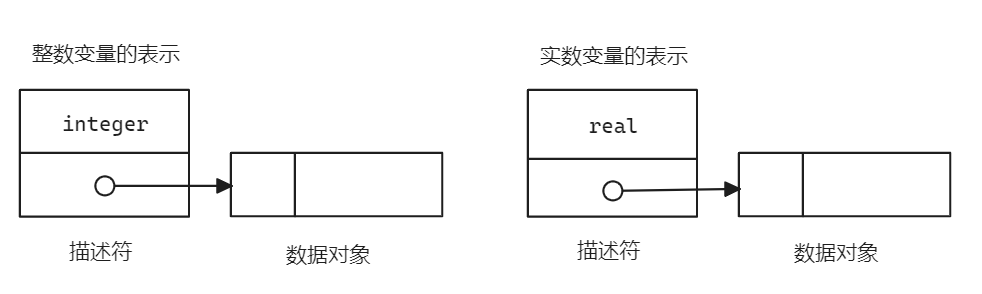 整数变量的表示
integer
描述符
数据对象
实数变量的表示
real
描述符
数据对象